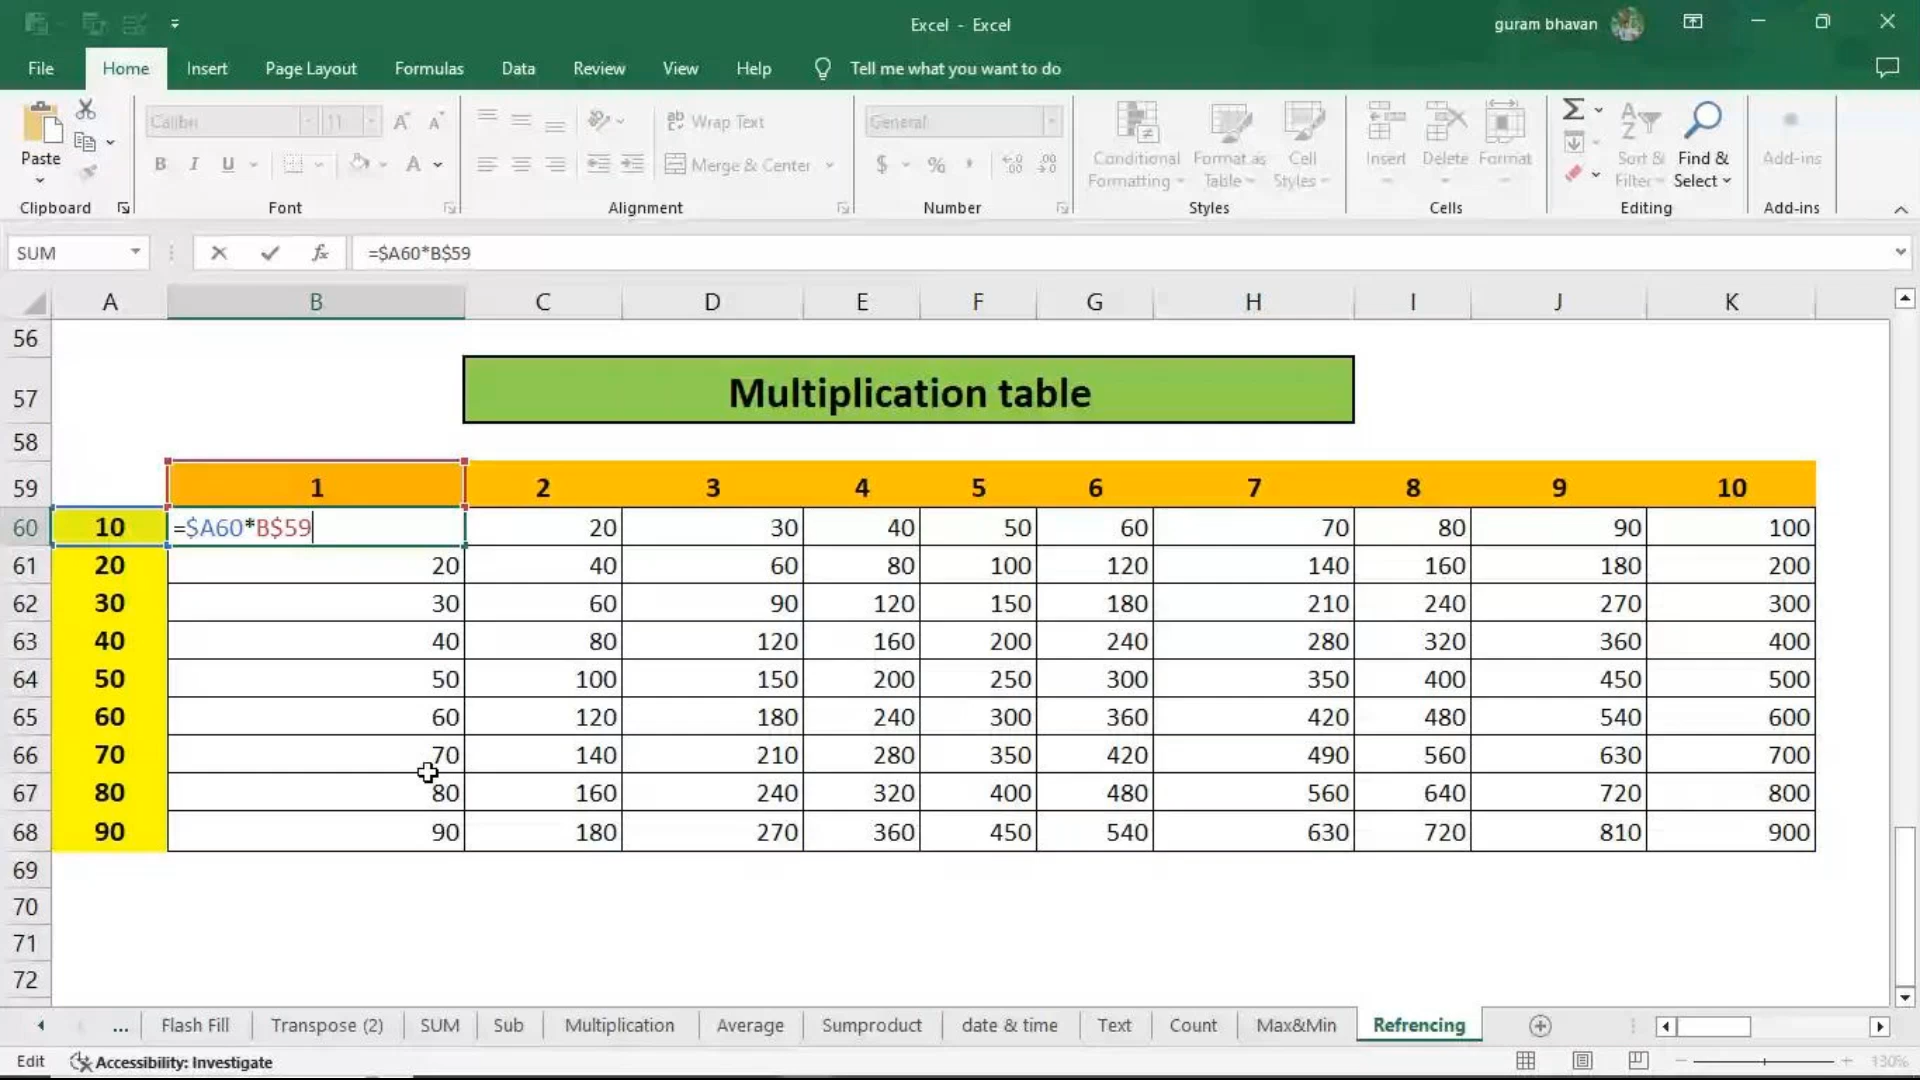 Excel - Excel
guram bhavan
File Home Insert Page Layout Formulas Data Review View Help Tell me what you want to do
Calibri 11
Wrap Text
General
Paste
B I U
A
Merge & Center
$ % ,
Conditional Formatting
Format as Table
Cell Styles
Insert
Delete
Format
Sort & Filter
Find & Select
Add-ins
Clipboard Font Alignment Number Styles Cells Editing Add-ins
SUM fx =$A60*B$59
A B C D E F G H I J K
56
57 Multiplication table
58
59 1 2 3 4 5 6 7 8 9 10
60 10 =$A60*B$59 20 30 40 50 60 70 80 90 100
61 20 20 40 60 80 100 120 140 160 180 200
62 30 30 60 90 120 150 180 210 240 270 300
63 40 40 80 120 160 200 240 280 320 360 400
64 50 50 100 150 200 250 300 350 400 450 500
65 60 60 120 180 240 300 360 420 480 540 600
66 70 70 140 210 280 350 420 490 560 630 700
67 80 80 160 240 320 400 480 560 640 720 800
68 90 90 180 270 360 450 540 630 720 810 900
69
70
71
72
... Flash Fill Transpose (2) SUM Sub Multiplication Average Sumproduct date & time Text Count Max&Min Refrencing
Edit Accessibility: Investigate 130%